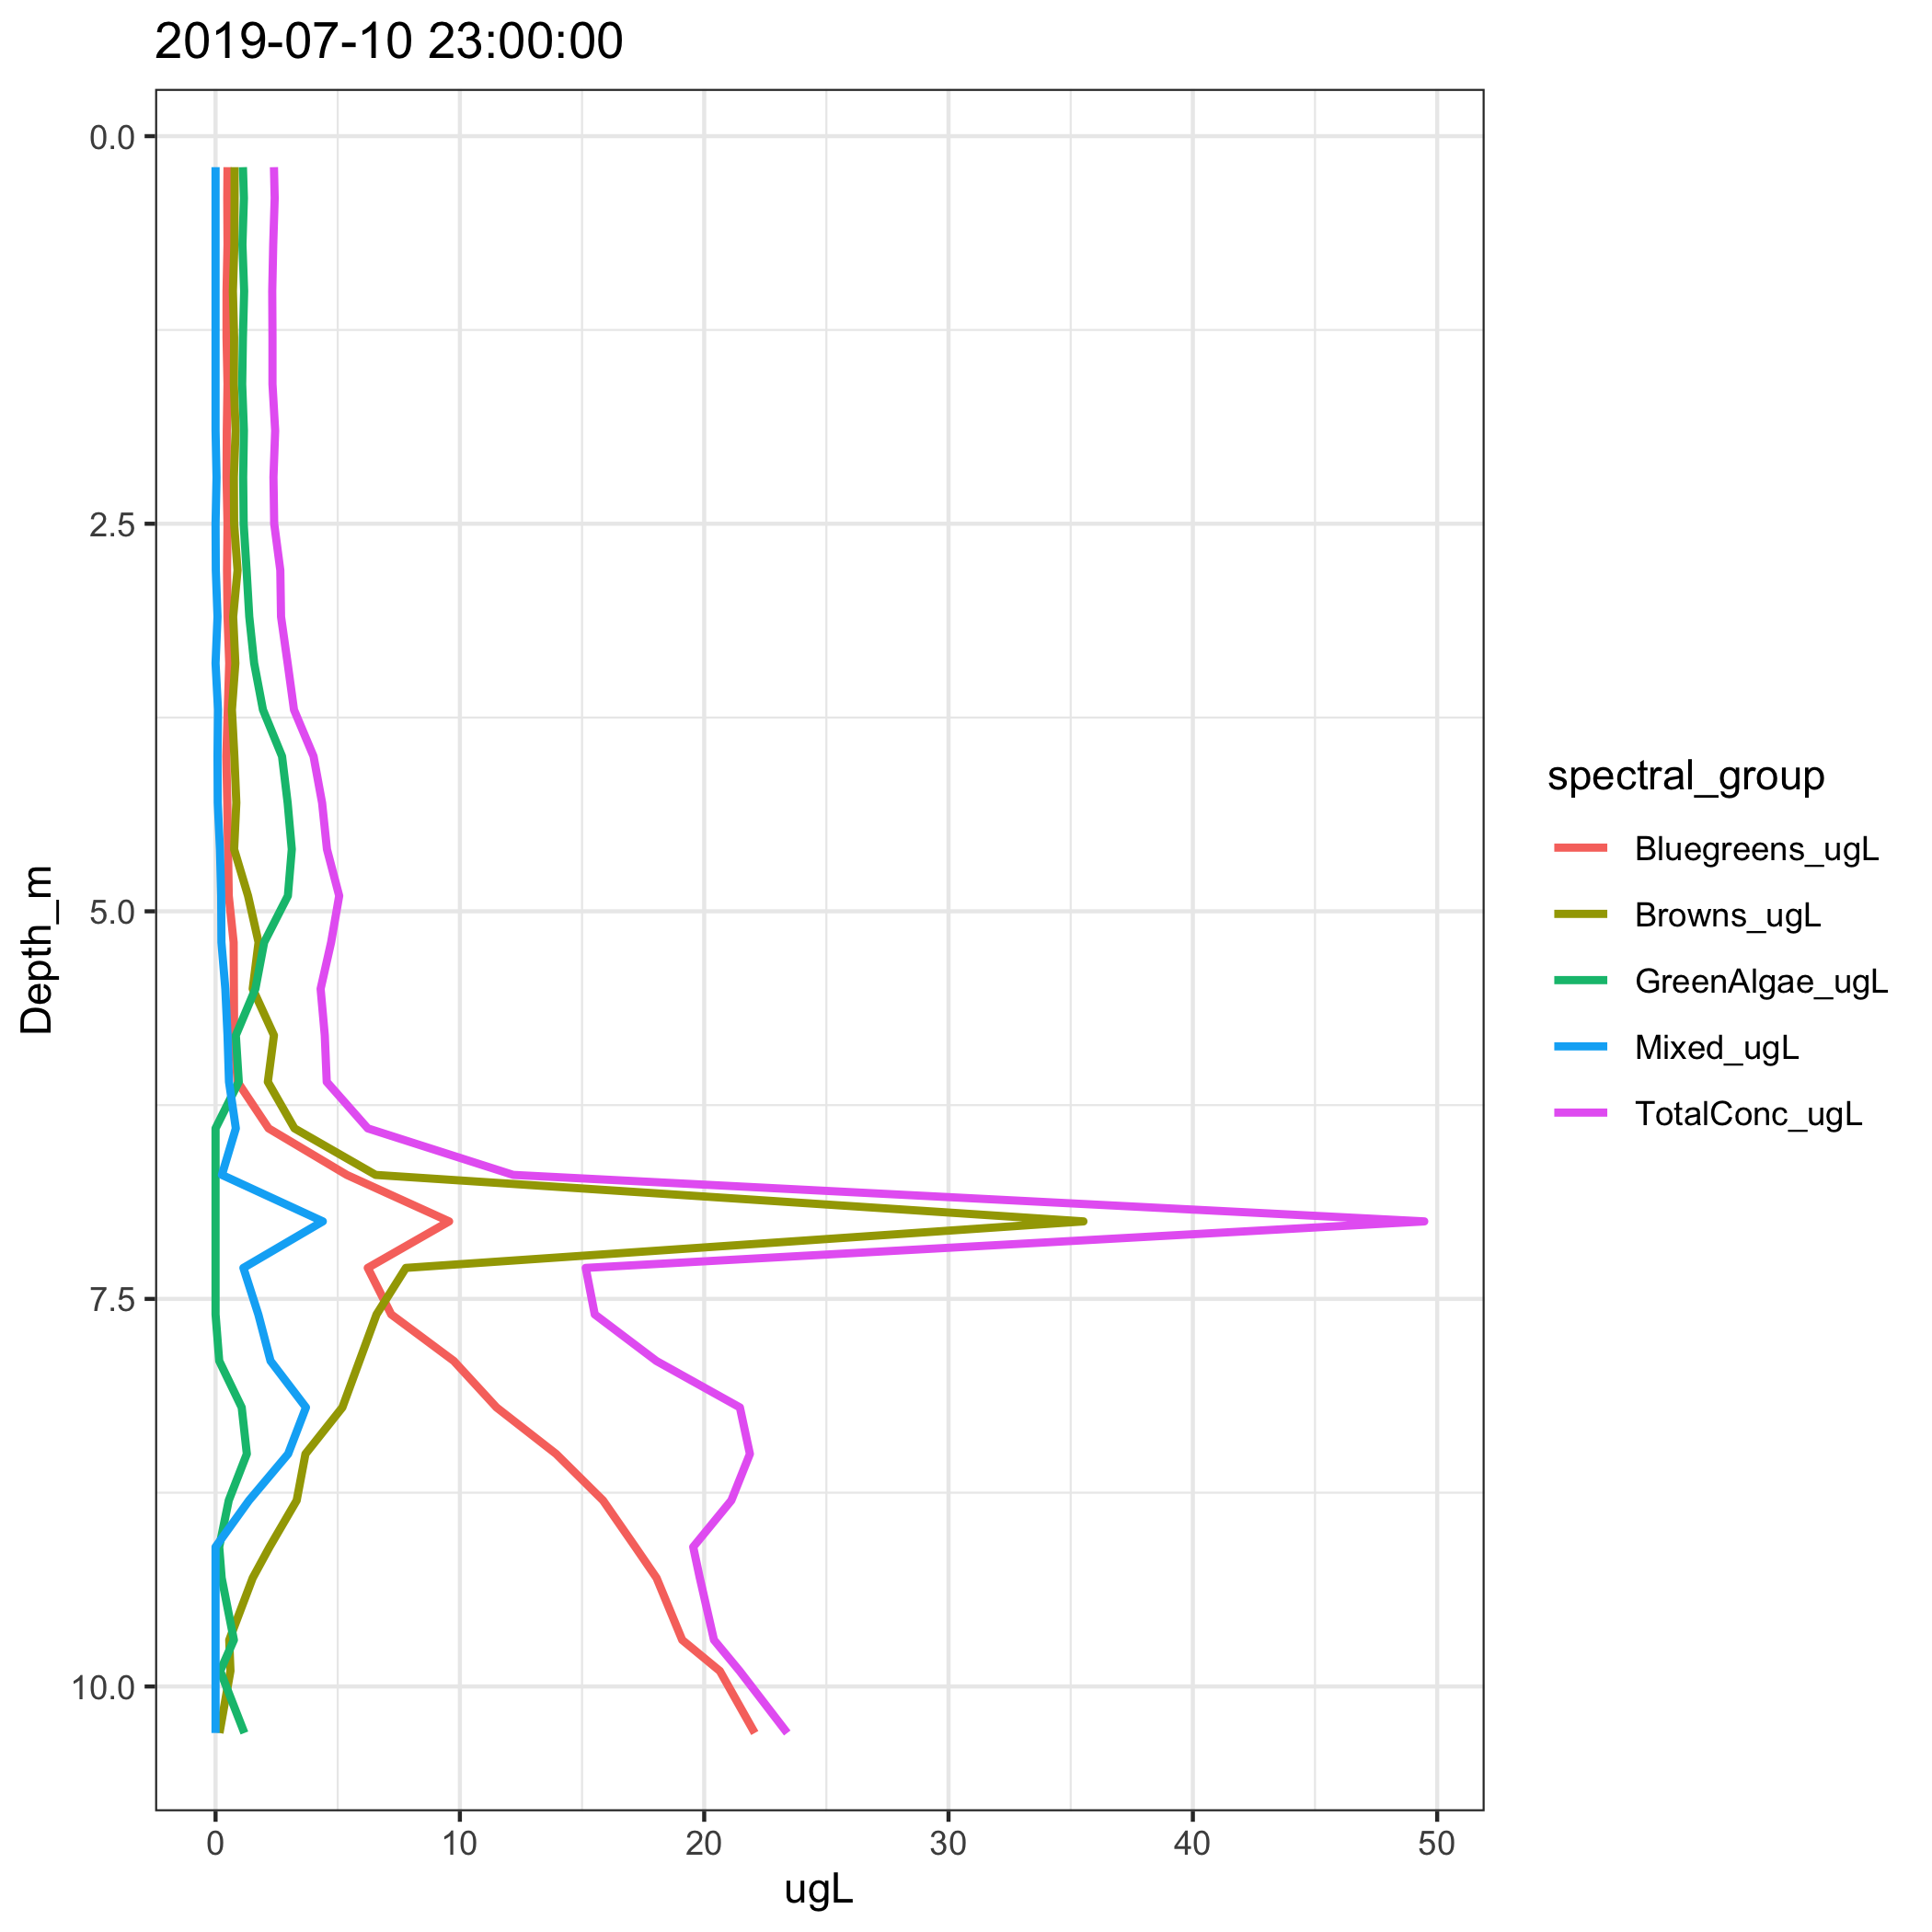 2019-07-10 23:00:00
0.0
2.5
5.0
7.5
10.0
Depth_m
0 10 20 30 40 50
ugL
spectral_group
Bluegreens_ugL
Browns_ugL
GreenAlgae_ugL
Mixed_ugL
TotalConc_ugL